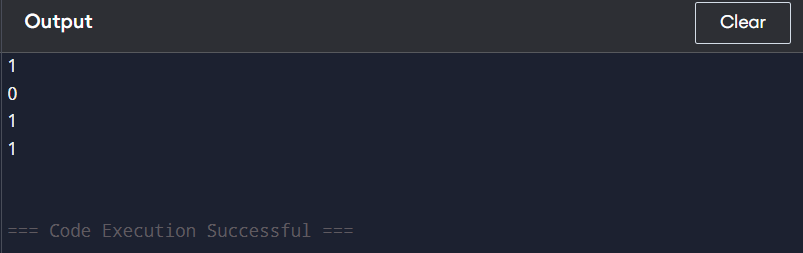 Output
Clear
1
0
1
1
=== Code Execution Successful ===